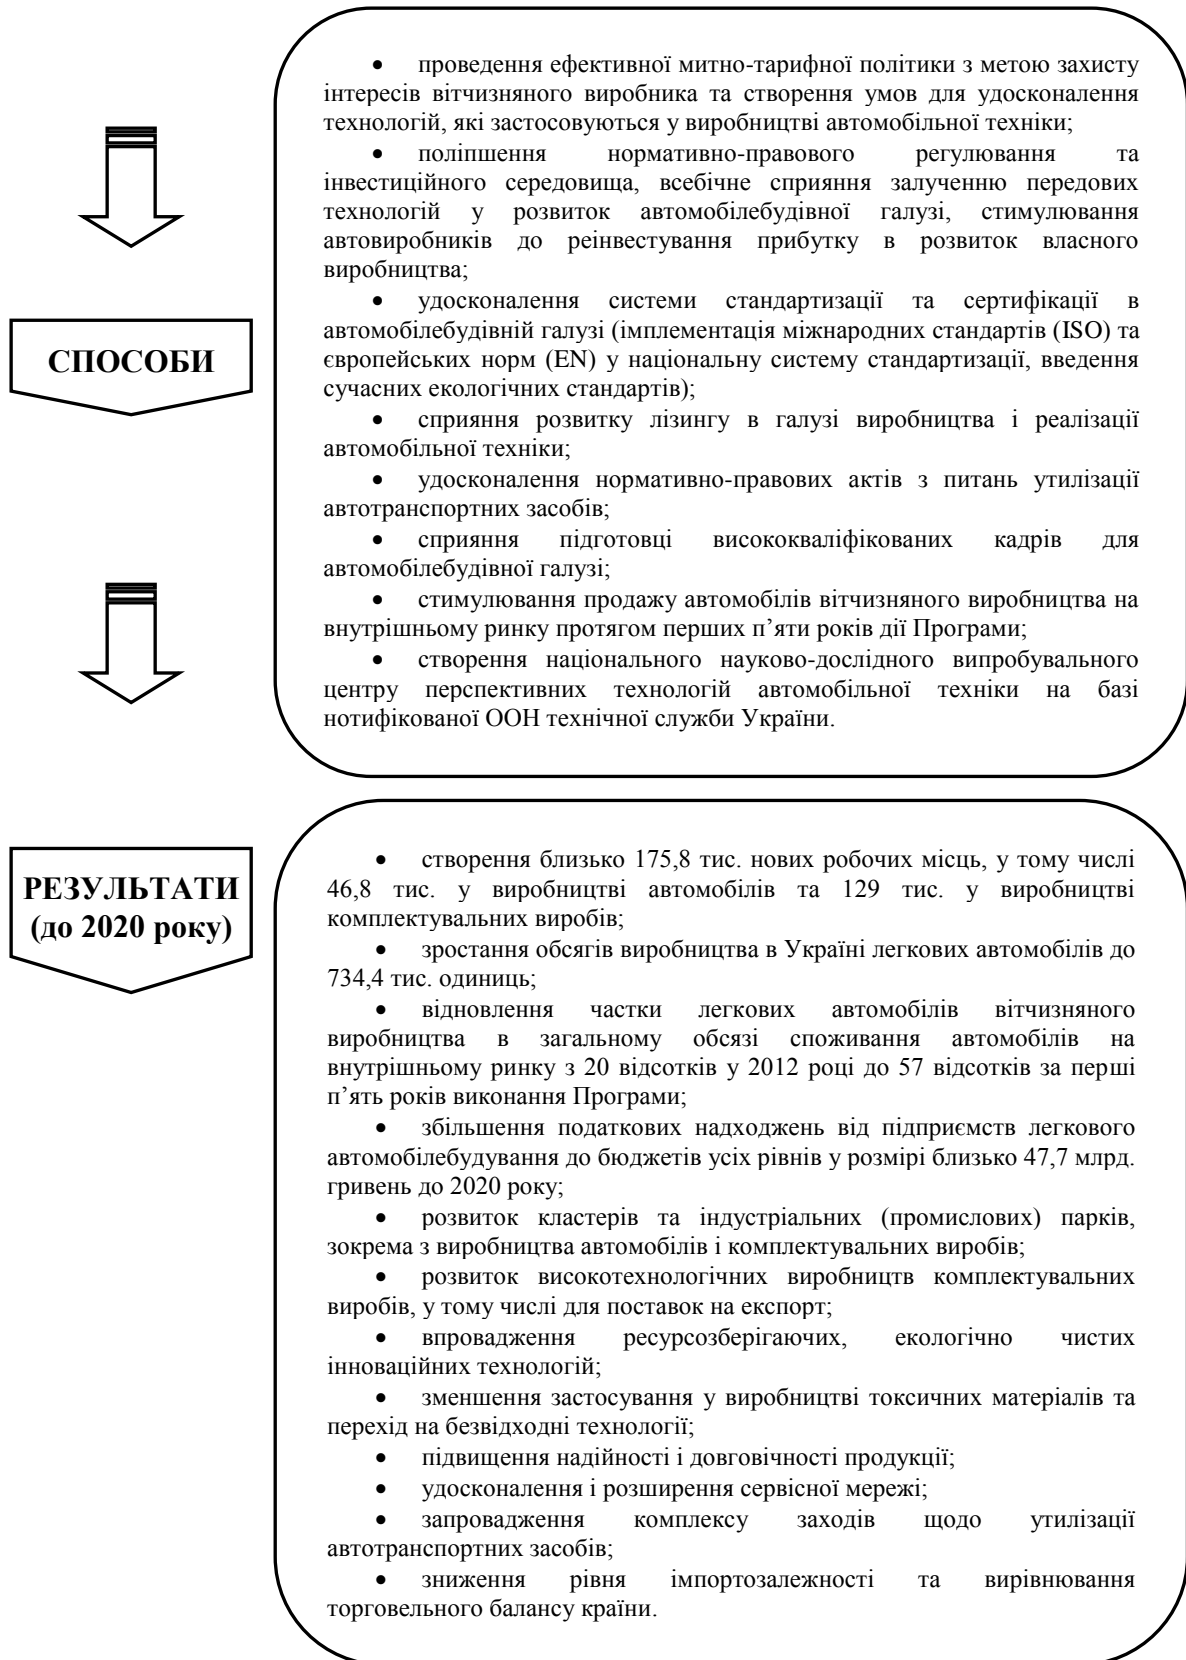 • проведення ефективної митно-тарифної політики з метою захисту
інтересів вітчизняного виробника та створення умов для удосконалення
технологій, які застосовуються у виробництві автомобільної техніки;
• поліпшення нормативно-правового регулювання та
інвестиційного середовища, всебічне сприяння залученню передових
технологій у розвиток автомобілебудівної галузі, стимулювання
автовиробників до реінвестування прибутку в розвиток власного
виробництва;
• удосконалення системи стандартизації та сертифікації в
автомобілебудівній галузі (імплементація міжнародних стандартів (ISO) та
європейських норм (EN) у національну систему стандартизації, введення
сучасних екологічних стандартів);
• сприяння розвитку лізингу в галузі виробництва і реалізації
автомобільної техніки;
• удосконалення нормативно-правових актів з питань утилізації
автотранспортних засобів;
• сприяння підготовці висококваліфікованих кадрів для
автомобілебудівної галузі;
• стимулювання продажу автомобілів вітчизняного виробництва на
внутрішньому ринку протягом перших п’яти років дії Програми;
• створення національного науково-дослідного випробувального
центру перспективних технологій автомобільної техніки на базі
нотифікованої ООН технічної служби України.
СПОСОБИ
РЕЗУЛЬТАТИ
(до 2020 року)
• створення близько 175,8 тис. нових робочих місць, у тому числі
46,8 тис. у виробництві автомобілів та 129 тис. у виробництві
комплектувальних виробів;
• зростання обсягів виробництва в Україні легкових автомобілів до
734,4 тис. одиниць;
• відновлення частки легкових автомобілів вітчизняного
виробництва в загальному обсязі споживання автомобілів на
внутрішньому ринку з 20 відсотків у 2012 році до 57 відсотків за перші
п’ять років виконання Програми;
• збільшення податкових надходжень від підприємств легкового
автомобілебудування до бюджетів усіх рівнів у розмірі близько 47,7 млрд.
гривень до 2020 року;
• розвиток кластерів та індустріальних (промислових) парків,
зокрема з виробництва автомобілів і комплектувальних виробів;
• розвиток високотехнологічних виробництв комплектувальних
виробів, у тому числі для поставок на експорт;
• впровадження ресурсозберігаючих, екологічно чистих
інноваційних технологій;
• зменшення застосування у виробництві токсичних матеріалів та
перехід на безвідходні технології;
• підвищення надійності і довговічності продукції;
• удосконалення і розширення сервісної мережі;
• запровадження комплексу заходів щодо утилізації
автотранспортних засобів;
• зниження рівня імпортозалежності та вирівнювання
торговельного балансу країни.